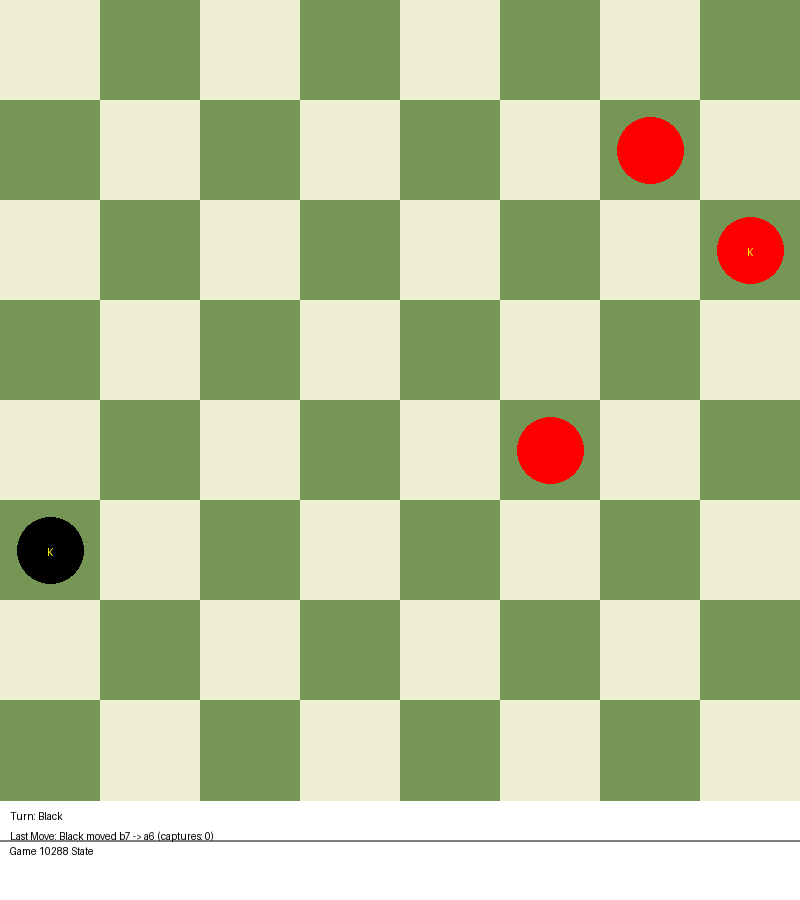 K
K
Turn: Black
Last Move: Black moved b7 -> a6 (captures: 0)
Game 10288 State